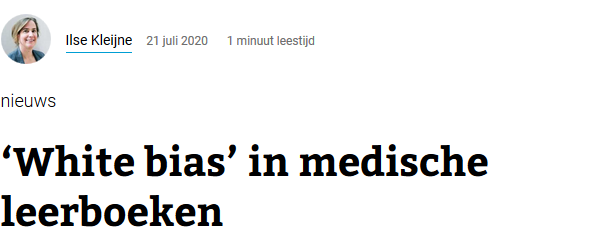 Ilse Kleijne 21 juli 2020 1 minuut leestijd
nieuws
‘White bias’ in medische
leerboeken